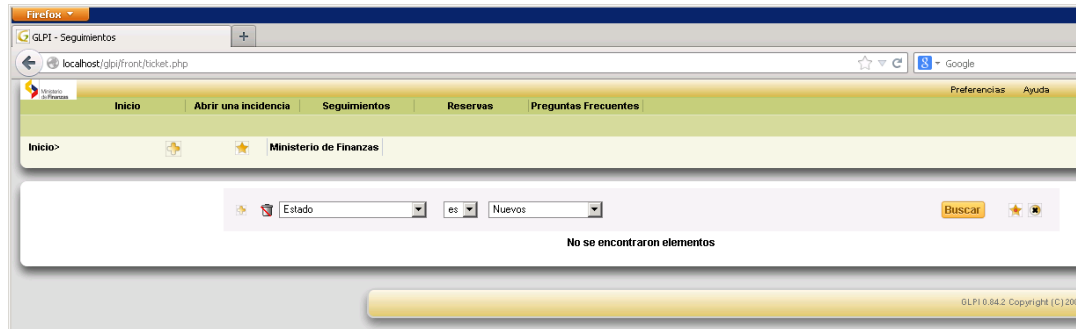 Firefox
GLPI - Seguimientos
+
localhost/glpi/front/ticket.php
8 Google
Ministerio de Finanzas
Preferencias Ayuda
Inicio Abrir una incidencia Seguimientos Reservas Preguntas Frecuentes
Inicio> Ministerio de Finanzas
Estado es Nuevos Buscar
No se encontraron elementos
GLPI 0.84.2 Copyright (C) 200